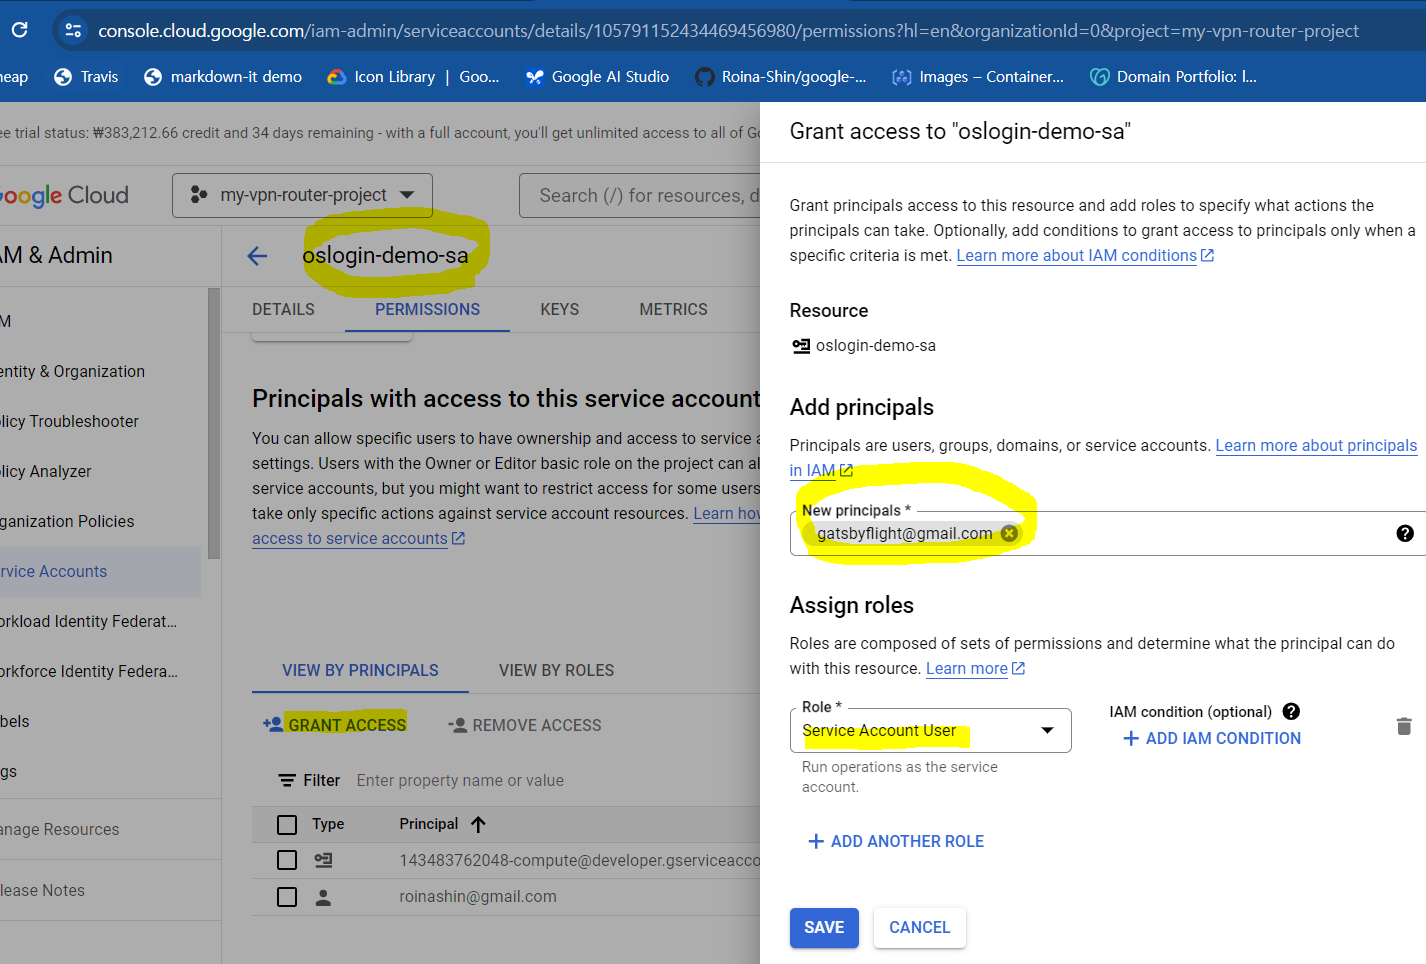 console.cloud.google.com/iam-admin/serviceaccounts/details/105791152434469456980/permissions?hl=en&organizationId=0&project=my-vpn-router-project
eap Travis markdown-it demo Icon Library | Goo... Google AI Studio Roina-Shin/google-... Images – Container... Domain Portfolio: l...
ee trial status: ₩383,212.66 credit and 34 days remaining - with a full account, you'll get unlimited access to all of Go
oogle Cloud
my-vpn-router-project
Search (/) for resources, d
AM & Admin
M
entity & Organization
licy Troubleshooter
licy Analyzer
ganization Policies
rvice Accounts
orkload Identity Federat...
orkforce Identity Federa...
bels
gs
anage Resources
lease Notes
oslogin-demo-sa
DETAILS PERMISSIONS KEYS METRICS
Principals with access to this service account
You can allow specific users to have ownership and access to service a
settings. Users with the Owner or Editor basic role on the project can al
service accounts, but you might want to restrict access for some users
take only specific actions against service account resources. Learn how
access to service accounts
VIEW BY PRINCIPALS VIEW BY ROLES
GRANT ACCESS REMOVE ACCESS
Filter Enter property name or value
Type Principal
143483762048-compute@developer.gserviceacco
roinashin@gmail.com
Grant access to "oslogin-demo-sa"
Grant principals access to this resource and add roles to specify what actions the
principals can take. Optionally, add conditions to grant access to principals only when a
specific criteria is met. Learn more about IAM conditions
Resource
oslogin-demo-sa
Add principals
Principals are users, groups, domains, or service accounts. Learn more about principals
in IAM
New principals *
gatsbyflight@gmail.com
Assign roles
Roles are composed of sets of permissions and determine what the principal can do
with this resource. Learn more
Role *
Service Account User
IAM condition (optional)
ADD IAM CONDITION
Run operations as the service
account.
ADD ANOTHER ROLE
SAVE CANCEL